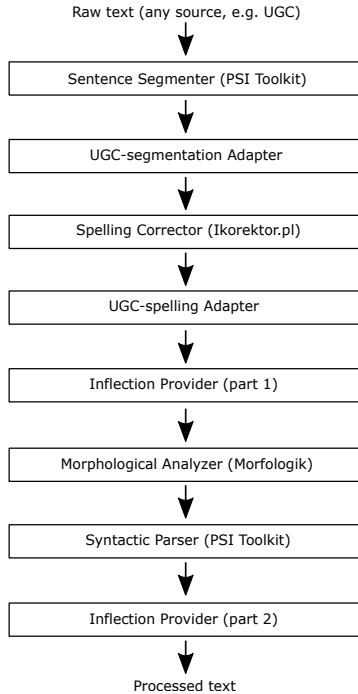 Raw text (any source, e.g. UGC)
Sentence Segmenter (PSI Toolkit)
UGC-segmentation Adapter
Spelling Corrector (Ikorektor.pl)
UGC-spelling Adapter
Inflection Provider (part 1)
Morphological Analyzer (Morfologik)
Syntactic Parser (PSI Toolkit)
Inflection Provider (part 2)
Processed text